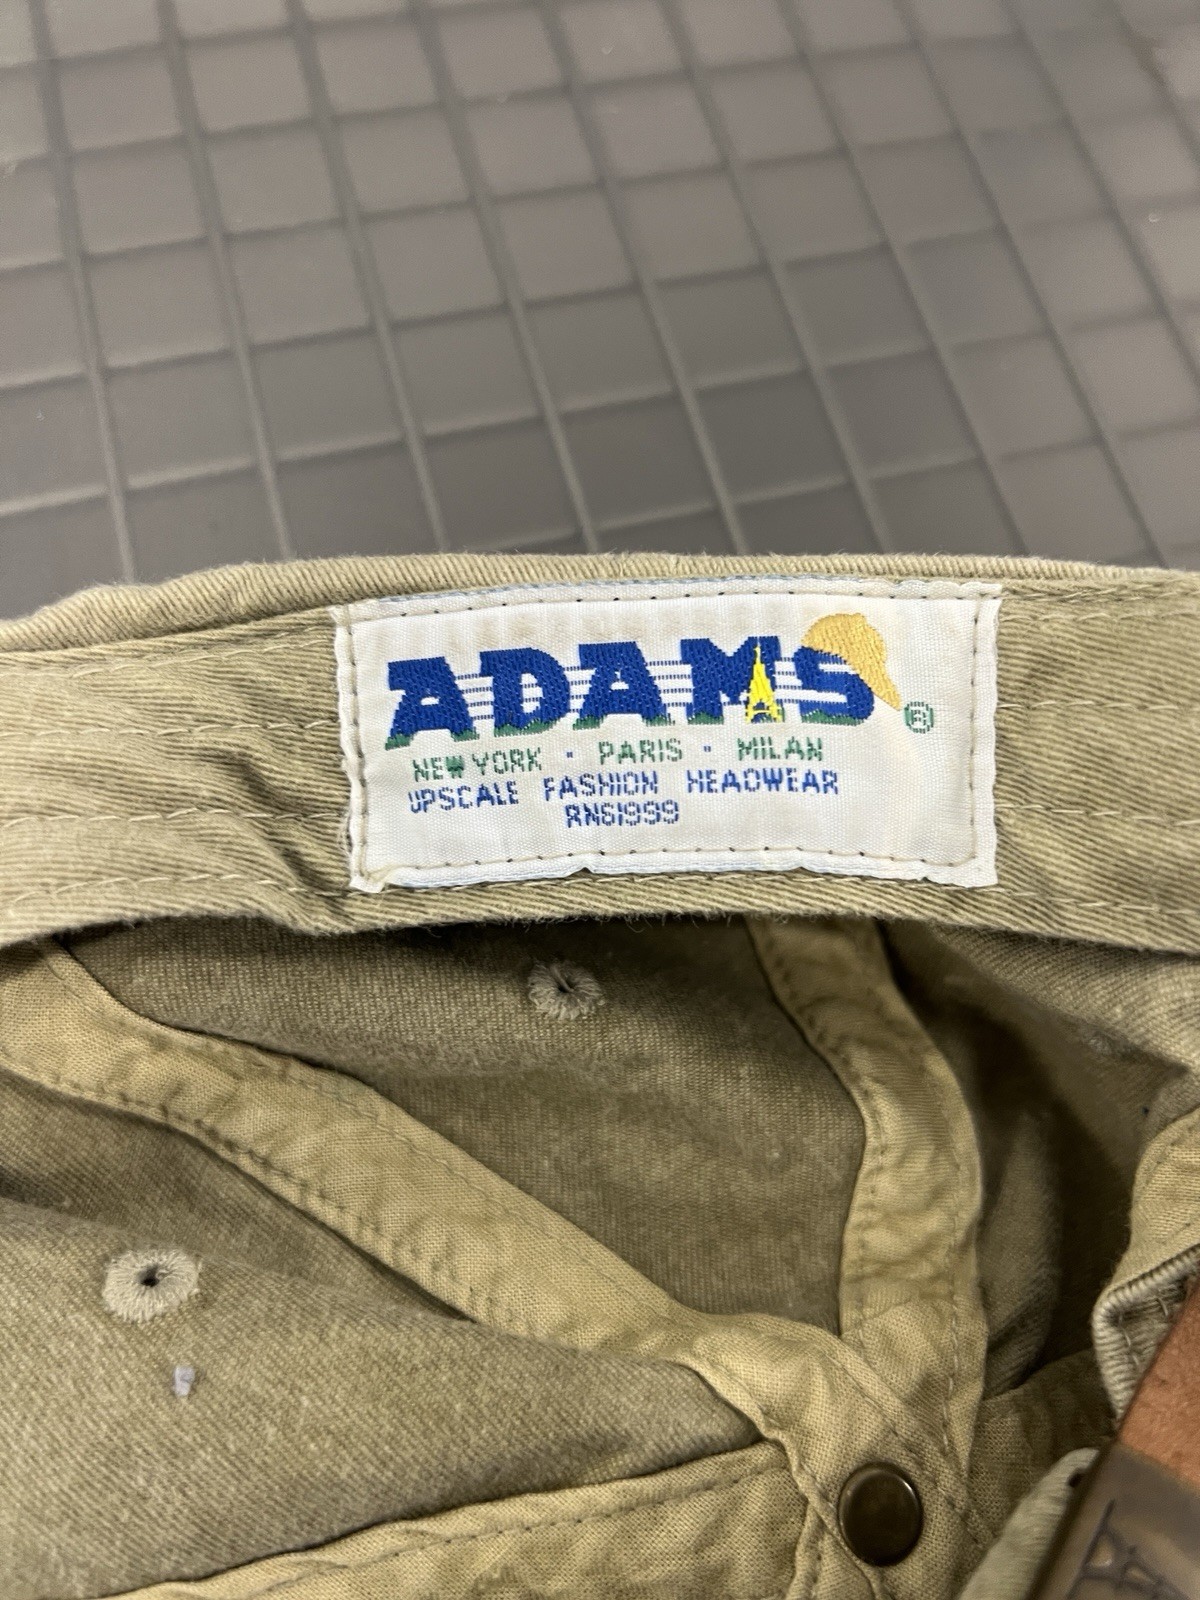 ADAMS ®
NEW YORK · PARIS · MILAN
UPSCALE FASHION HEADWEAR
RN61999